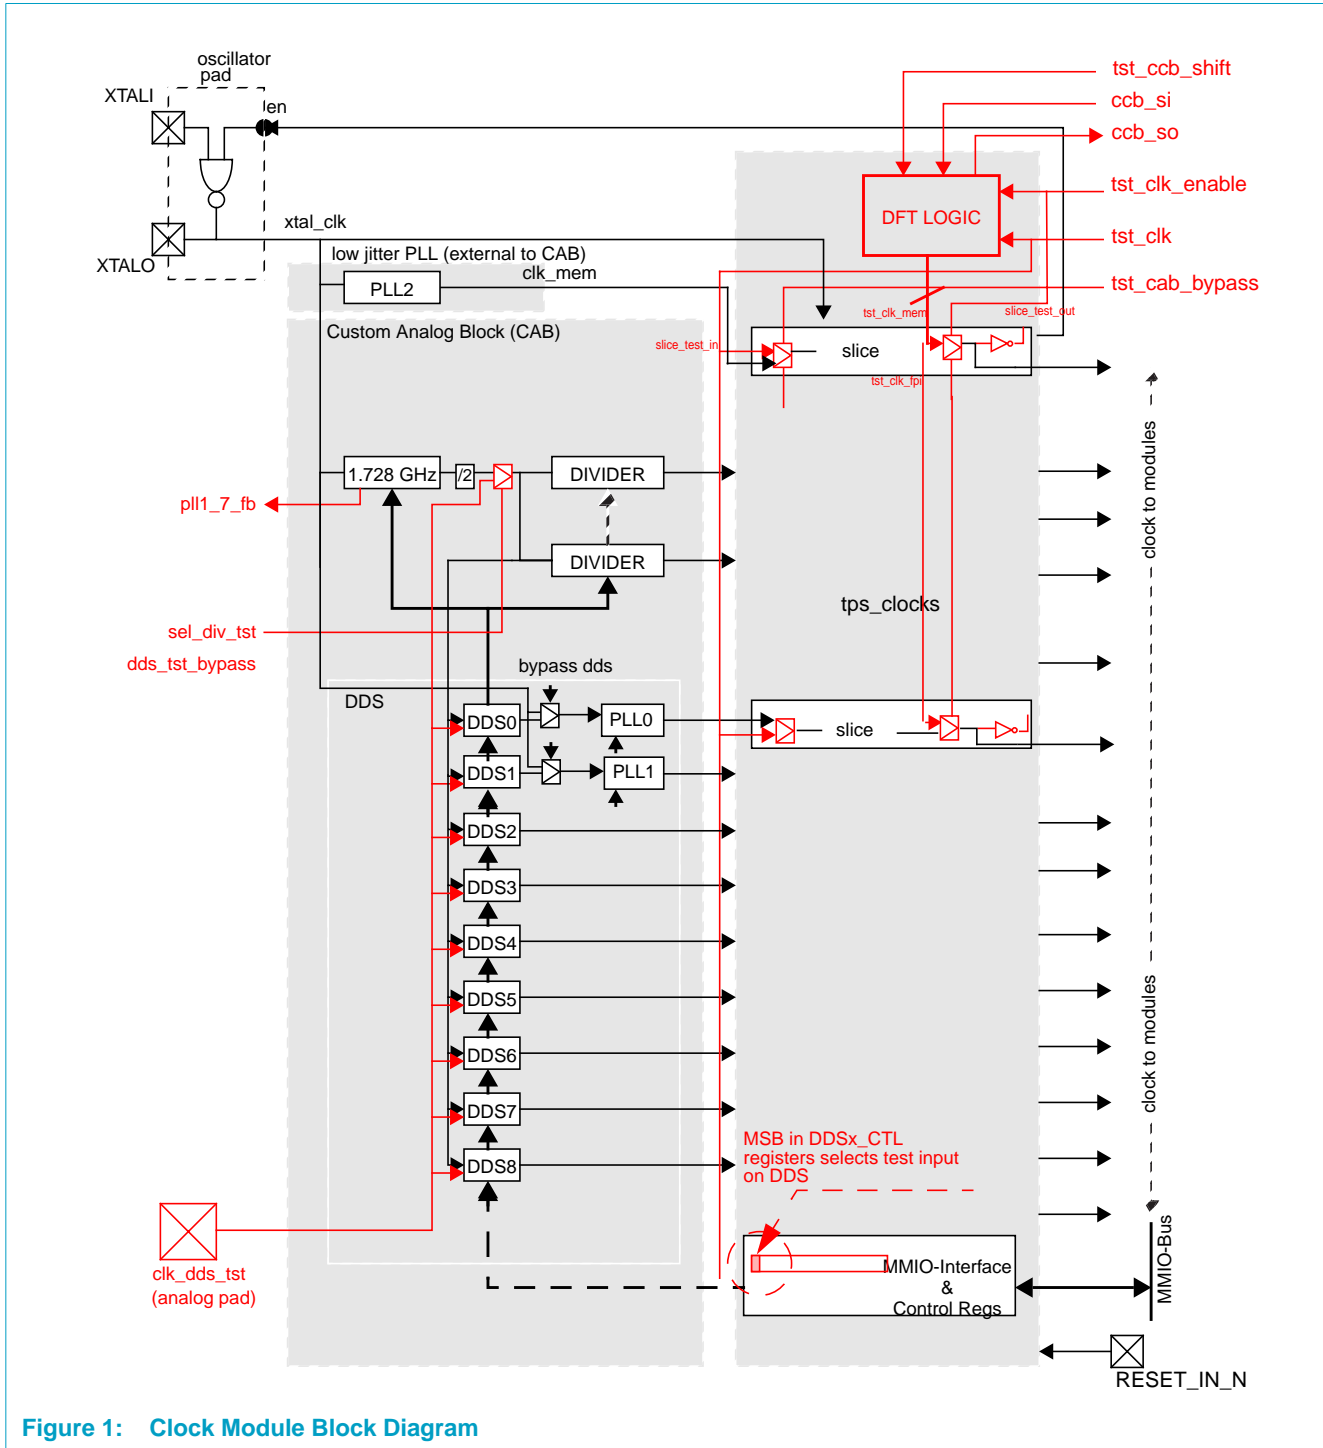 oscillator
pad
XTALI
en
tst_ccb_shift
ccb_si
ccb_so
tst_clk_enable
DFT LOGIC
xtal_clk
tst_clk
XTALO
low jitter PLL (external to CAB)
clk_mem
PLL2
tst_cab_bypass
tst_clk_mem
slice_test_out
Custom Analog Block (CAB)
slice_test_in
slice
tst_clk_fpi
clock to modules
1.728 GHz
/2
DIVIDER
pll1_7_fb
DIVIDER
tps_clocks
sel_div_tst
dds_tst_bypass
bypass dds
DDS
DDS0
PLL0
slice
DDS1
PLL1
DDS2
DDS3
DDS4
DDS5
DDS6
clock to modules
DDS7
MSB in DDSx_CTL
registers selects test input
on DDS
DDS8
clk_dds_tst
(analog pad)
MMIO-Interface
&
Control Regs
MMIO-Bus
RESET_IN_N
Figure 1: Clock Module Block Diagram